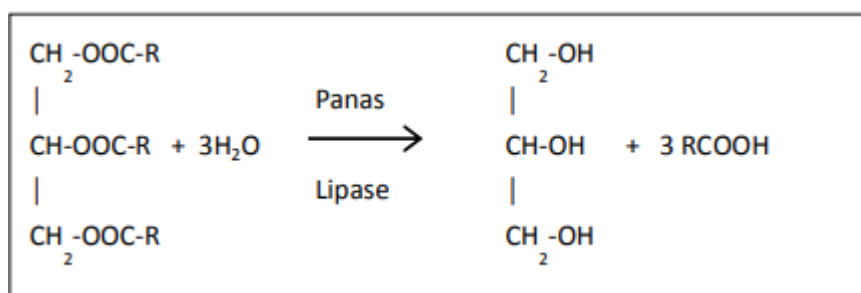 CH₂-OOC-R CH₂-OH
| Panas |
CH-OOC-R + 3H₂O CH-OH + 3 RCOOH
| Lipase |
CH₂-OOC-R CH₂-OH